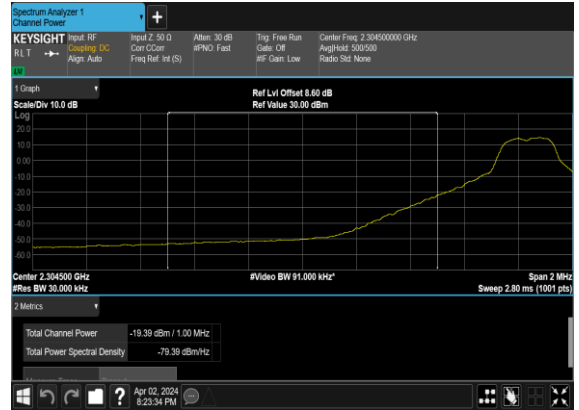 Spectrum Analyzer 1
Channel Power
+
KEYSIGHT Input: RF Input Z: 50 Ω Atten: 30 dB Trig: Free Run Center Freq: 2.304500000 GHz
RLT Coupling: DC Corr CCorr #PNO: Fast Gate: Off Avg|Hold: 500/500
Align: Auto Freq Ref: Int (S) #IF Gain: Low Radio Std: None
LM
1 Graph
Ref Lvl Offset 8.60 dB
Scale/Div 10.0 dB Ref Value 30.00 dBm
Log
20.0
10.0
0.00
-10.0
-20.0
-30.0
-40.0
-50.0
-60.0
Center 2.304500 GHz #Video BW 91.000 kHz* Span 2 MHz
#Res BW 30.000 kHz Sweep 2.80 ms (1001 pts)
2 Metrics
Total Channel Power -19.39 dBm / 1.00 MHz
Total Power Spectral Density -79.39 dBm/Hz
? Apr 02, 2024
8:23:34 PM